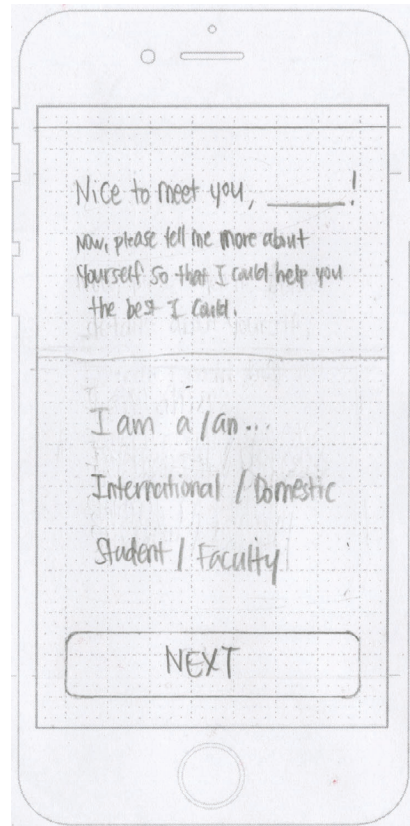 Nice to meet you, ______!
Now, please tell me more about
Yourself so that I could help you
the best I could.
I am a/an...
International / Domestic
Student / Faculty
NEXT